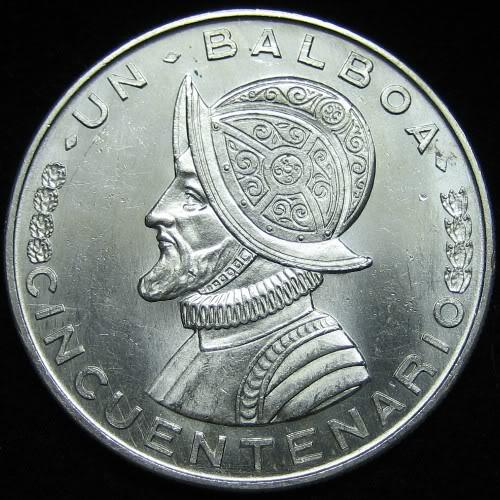 · UN · BALBOA ·
CINCUENTENARIO